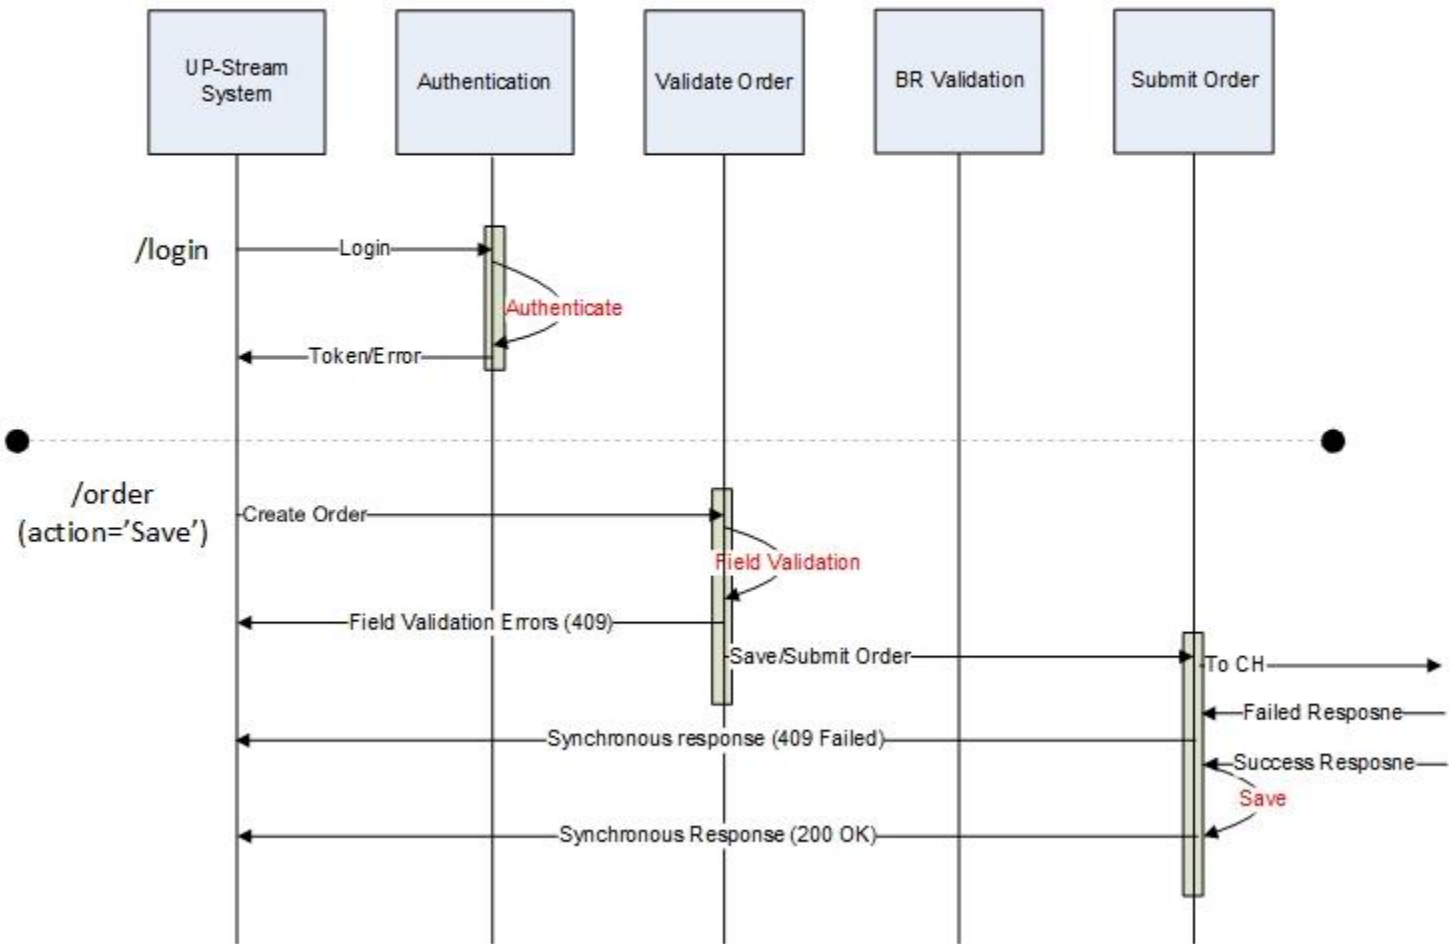 UP-Stream
System
Authentication
Validate Order
BR Validation
Submit Order
/login
Login
Authenticate
Token/Error
/order
(action=’Save’)
Create Order
Field Validation
Field Validation Errors (409)
Save/Submit Order
To CH
Failed Resposne
Synchronous response (409 Failed)
Success Resposne
Save
Synchronous Response (200 OK)